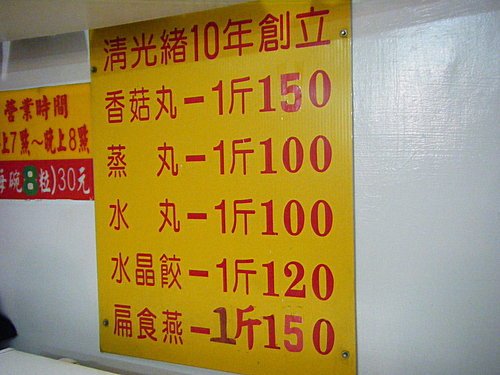 清光緒10年創立
香菇丸－1斤150
蒸　丸－1斤100
水　丸－1斤100
水晶餃－1斤120
扁食燕－1斤150
營業時間
上7點～晚上8點
每碗8粒)30元